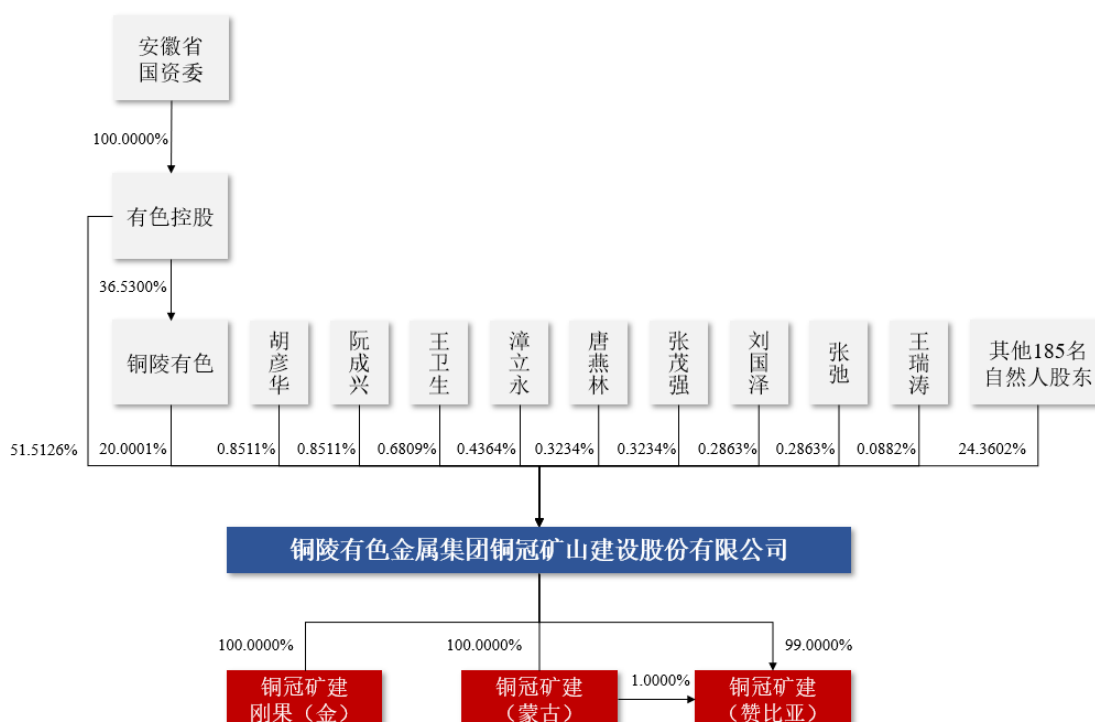 安徽省
国资委
100.0000%
有色控股
36.5300%
铜陵有色
胡彦华
阮成兴
王卫生
漳立永
唐燕林
张茂强
刘国泽
张弛
王瑞涛
其他185名
自然人股东
51.5126%
20.0001%
0.8511%
0.8511%
0.6809%
0.4364%
0.3234%
0.3234%
0.2863%
0.2863%
0.0882%
24.3602%
铜陵有色金属集团铜冠矿山建设股份有限公司
100.0000%
100.0000%
99.0000%
1.0000%
铜冠矿建
刚果（金）
铜冠矿建
（蒙古）
铜冠矿建
（赞比亚）